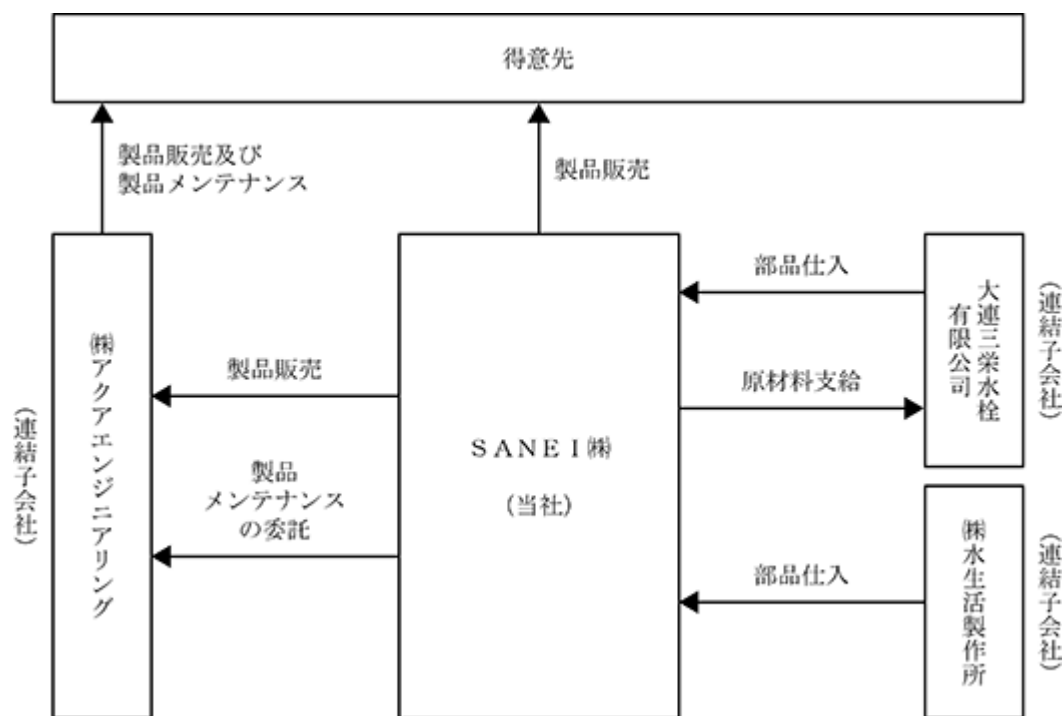 得意先
製品販売及び
製品メンテナンス
製品販売
㈱アクアエンジニアリング
(連結子会社)
製品販売
製品
メンテナンス
の委託
ＳＡＮＥＩ㈱
(当社)
部品仕入
原材料支給
大連三栄水栓
有限公司
(連結子会社)
部品仕入
㈱水生活製作所
(連結子会社)